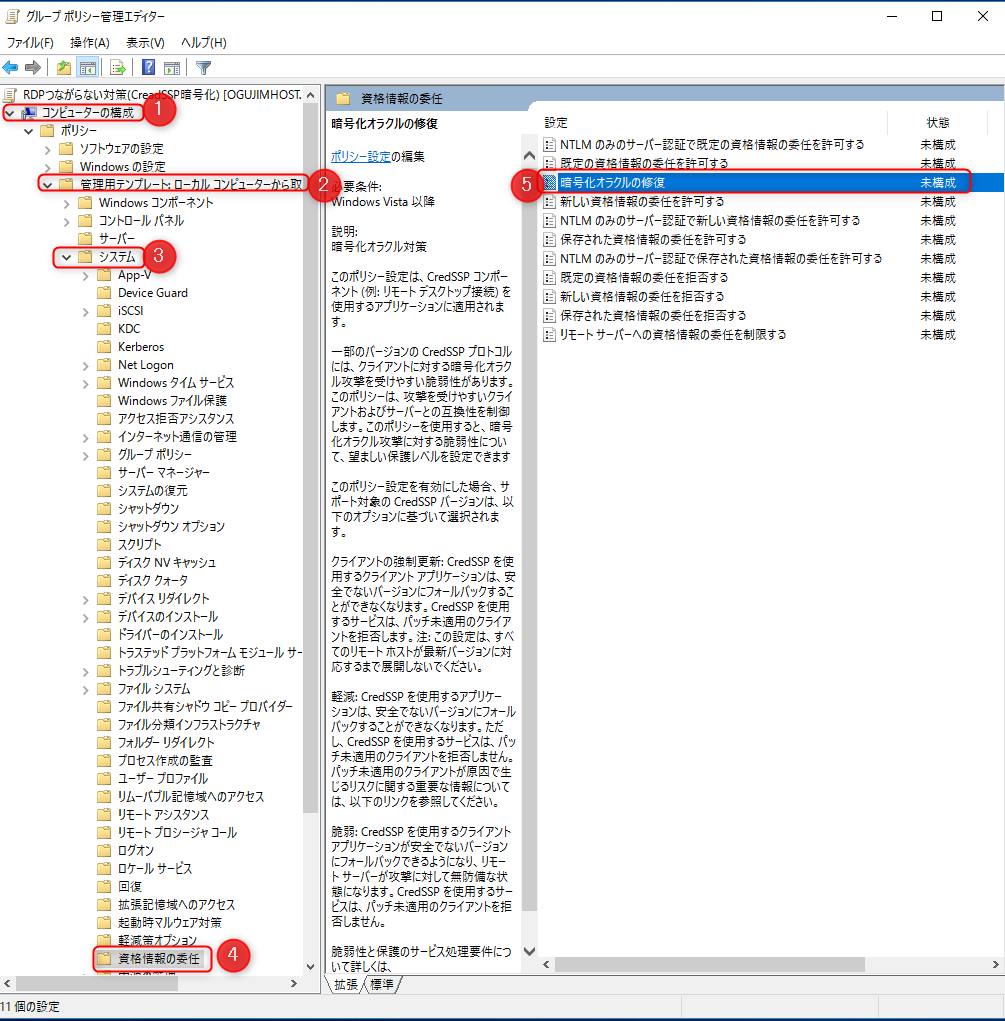 グループ ポリシー管理エディター
ファイル(F) 操作(A) 表示(V) ヘルプ(H)
RDPつながらない対策(CreadSSP暗号化) [OGUJIMHOST.
コンピューターの構成
1
ポリシー
ソフトウェアの設定
Windows の設定
管理用テンプレート: ローカル コンピューターから取
2
Windows コンポーネント
コントロール パネル
サーバー
システム
3
App-V
Device Guard
iSCSI
KDC
Kerberos
Net Logon
Windows タイム サービス
Windows ファイル保護
アクセス拒否アシスタンス
インターネット通信の管理
グループ ポリシー
サーバー マネージャー
システムの復元
シャットダウン
シャットダウン オプション
スクリプト
ディスク NV キャッシュ
ディスク クォータ
デバイス リダイレクト
デバイスのインストール
ドライバーのインストール
トラステッド プラットフォーム モジュール サー
トラブルシューティングと診断
ファイル システム
ファイル共有シャドウ コピー プロバイダー
ファイル分類インフラストラクチャ
フォルダー リダイレクト
プロセス作成の監査
ユーザー プロファイル
リムーバブル記憶域へのアクセス
リモート アシスタンス
リモート プロシージャ コール
ログオン
ロケール サービス
回復
拡張記憶域へのアクセス
起動時マルウェア対策
軽減策オプション
資格情報の委任
4
資格情報の委任
暗号化オラクルの修復
ポリシー設定の編集
必要条件:
Windows Vista 以降
説明:
暗号化オラクル対策
このポリシー設定は、CredSSP コンポー
ネント (例: リモート デスクトップ接続) を
使用するアプリケーションに適用されま
す。
一部のバージョンの CredSSP プロトコル
には、クライアントに対する暗号化オラク
ル攻撃を受けやすい脆弱性があります。
このポリシーは、攻撃を受けやすいクライ
アントおよびサーバーとの互換性を制御
します。このポリシーを使用すると、暗号
化オラクル攻撃に対する脆弱性につい
て、望ましい保護レベルを設定できます
このポリシー設定を有効にした場合、サ
ポート対象の CredSSP バージョンは、以
下のオプションに基づいて選択されま
す。
クライアントの強制更新: CredSSP を使
用するクライアント アプリケーションは、安
全でないバージョンにフォールバックするこ
とができなくなります。CredSSP を使用
するサービスは、パッチ未適用のクライア
ントを拒否します。注: この設定は、すべ
てのリモート ホストが最新バージョンに対
応するまで展開しないでください。
軽減: CredSSP を使用するアプリケー
ションは、安全でないバージョンにフォール
バックすることができなくなります。ただ
し、CredSSP を使用するサービスは、パッ
チ未適用のクライアントを拒否しません。
パッチ未適用のクライアントが原因で生
じるリスクに関する重要な情報について
は、以下のリンクを参照してください。
脆弱: CredSSP を使用するクライアント
アプリケーションが安全でないバージョン
にフォールバックできるようになり、リモー
ト サーバーが攻撃に対して無防備な状
態になります。CredSSP を使用するサー
ビスは、パッチ未適用のクライアントを拒
否しません。
脆弱性と保護のサービス処理要件につ
いて詳しくは、
設定 状態
NTLM のみのサーバー認証で既定の資格情報の委任を許可する 未構成
既定の資格情報の委任を許可する 未構成
5
暗号化オラクルの修復 未構成
新しい資格情報の委任を許可する 未構成
NTLM のみのサーバー認証で新しい資格情報の委任を許可する 未構成
保存された資格情報の委任を許可する 未構成
NTLM のみのサーバー認証で保存された資格情報の委任を許可する 未構成
既定の資格情報の委任を拒否する 未構成
新しい資格情報の委任を拒否する 未構成
保存された資格情報の委任を拒否する 未構成
リモート サーバーへの資格情報の委任を制限する 未構成
拡張 標準
11 個の設定